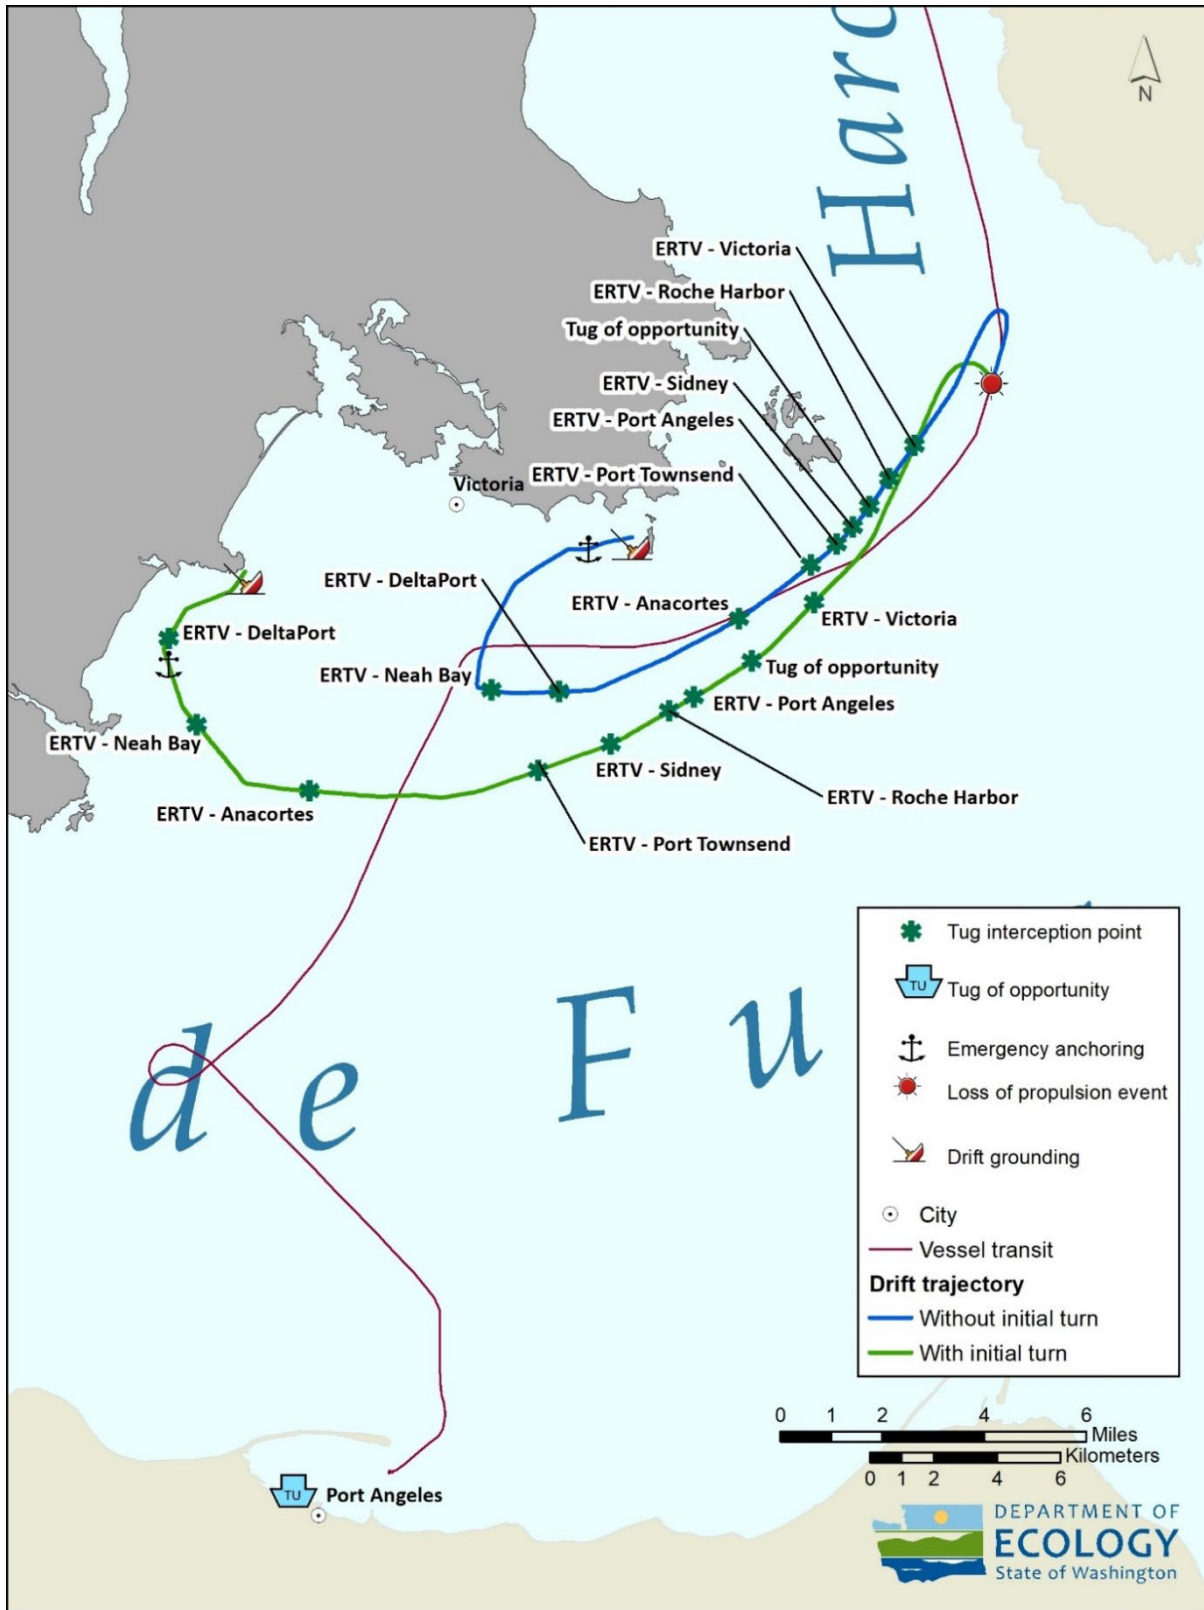 Haro
N
ERTV - Victoria
ERTV - Roche Harbor
Tug of opportunity
ERTV - Sidney
ERTV - Port Angeles
ERTV - Port Townsend
Victoria
ERTV - DeltaPort
ERTV - Anacortes
ERTV - Victoria
ERTV - DeltaPort
Tug of opportunity
ERTV - Neah Bay
ERTV - Port Angeles
ERTV - Neah Bay
ERTV - Sidney
ERTV - Roche Harbor
ERTV - Anacortes
ERTV - Port Townsend
de Fu
Tug interception point
TU Tug of opportunity
Emergency anchoring
Loss of propulsion event
Drift grounding
City
Vessel transit
Drift trajectory
Without initial turn
With initial turn
0 1 2 4 6
Miles
Kilometers
0 1 2 4 6
TU Port Angeles
DEPARTMENT OF
ECOLOGY
State of Washington